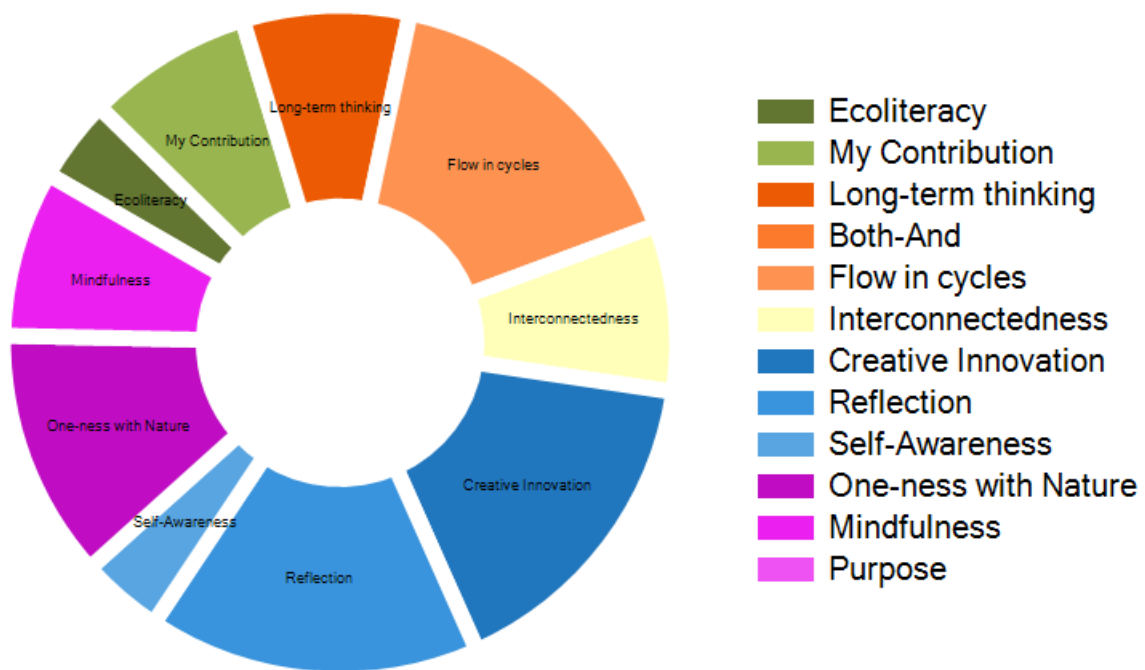 Long-term thinking
My Contribution
Flow in cycles
Ecoliteracy
Mindfulness
Interconnectedness
One-ness with Nature
Creative Innovation
Self-Awareness
Reflection
Ecoliteracy
My Contribution
Long-term thinking
Both-And
Flow in cycles
Interconnectedness
Creative Innovation
Reflection
Self-Awareness
One-ness with Nature
Mindfulness
Purpose